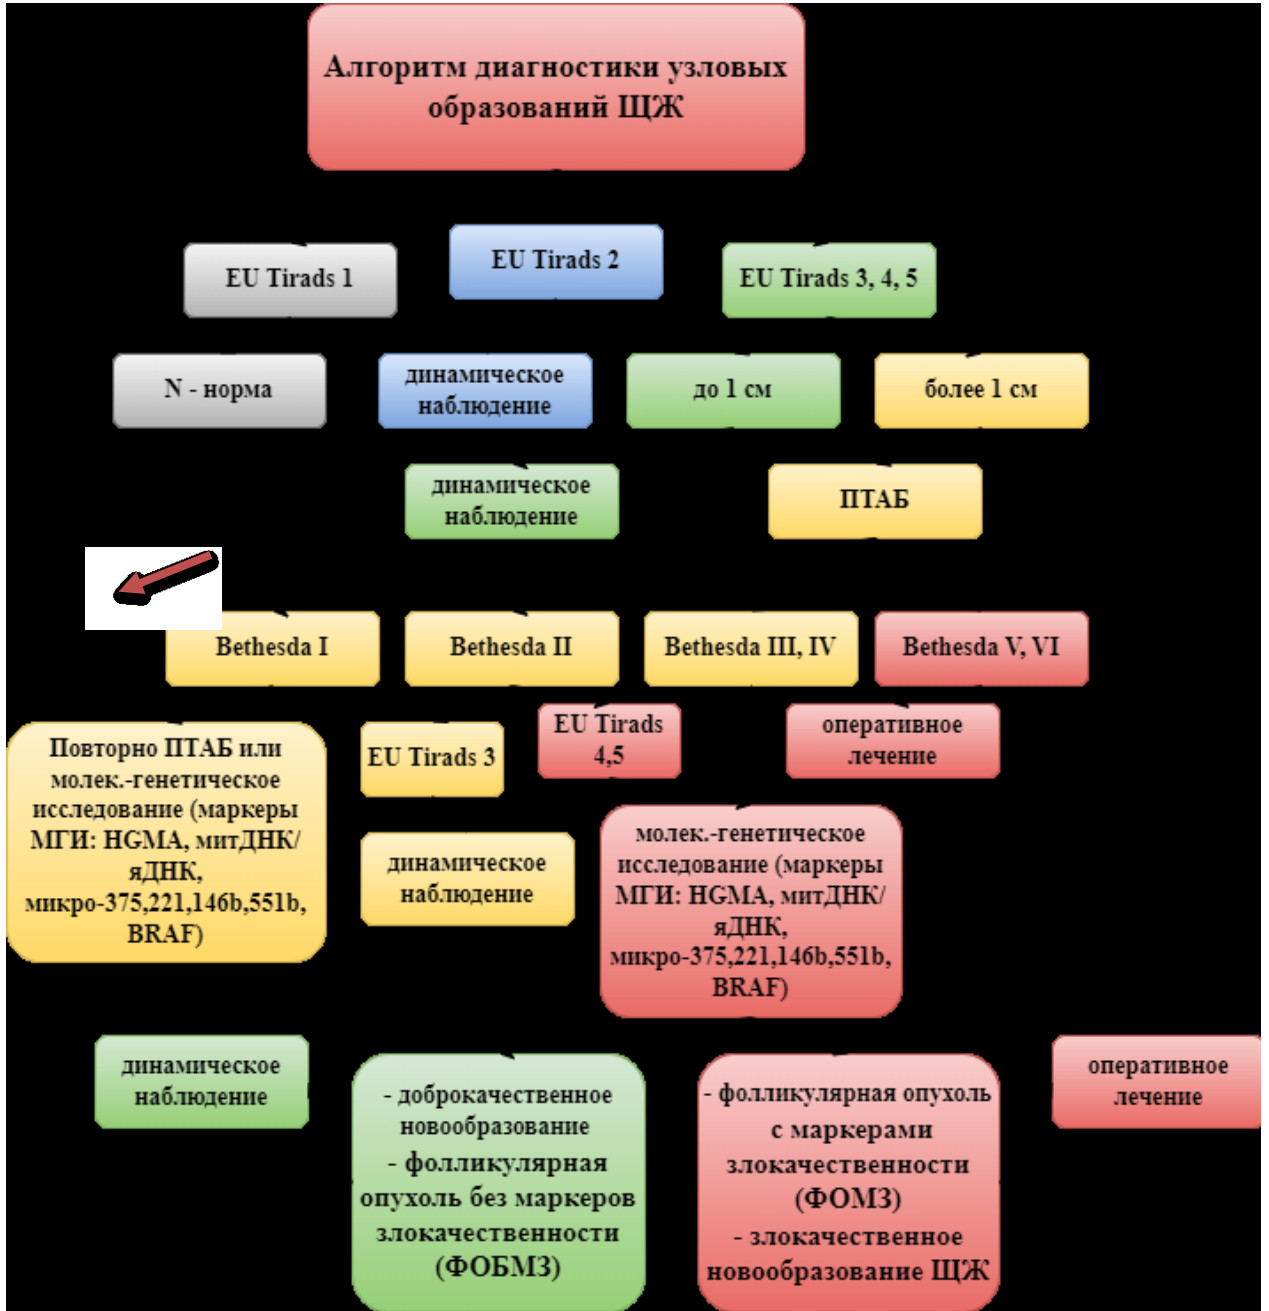 Алгоритм диагностики узловых
образований ЩЖ
EU Tirads 1
EU Tirads 2
EU Tirads 3, 4, 5
N - норма
динамическое
наблюдение
до 1 см
более 1 см
динамическое
наблюдение
ПТАБ
Bethesda I
Bethesda II
Bethesda III, IV
Bethesda V, VI
Повторно ПТАБ или
молек.-генетическое
исследование (маркеры
МГИ: HGMA, митДНК/
яДНК,
микро-375,221,146b,551b,
BRAF)
EU Tirads 3
EU Tirads
4,5
оперативное
лечение
динамическое
наблюдение
молек.-генетическое
исследование (маркеры
МГИ: HGMA, митДНК/
яДНК,
микро-375,221,146b,551b,
BRAF)
динамическое
наблюдение
- доброкачественное
новообразование
- фолликулярная
опухоль без маркеров
злокачественности
(ФОБМЗ)
- фолликулярная опухоль
с маркерами
злокачественности
(ФОМЗ)
- злокачественное
новообразование ЩЖ
оперативное
лечение